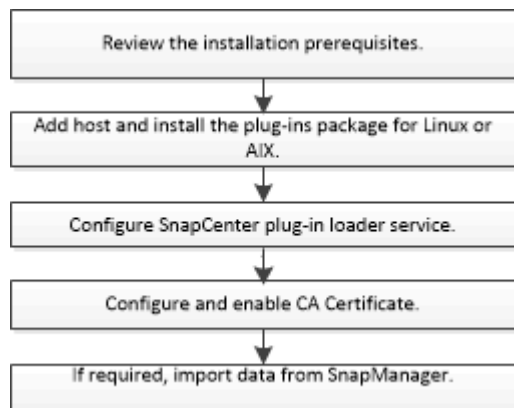 Review the installation prerequisites.
Add host and install the plug-ins package for Linux or
AIX.
Configure SnapCenter plug-in loader service.
Configure and enable CA Certificate.
If required, import data from SnapManager.